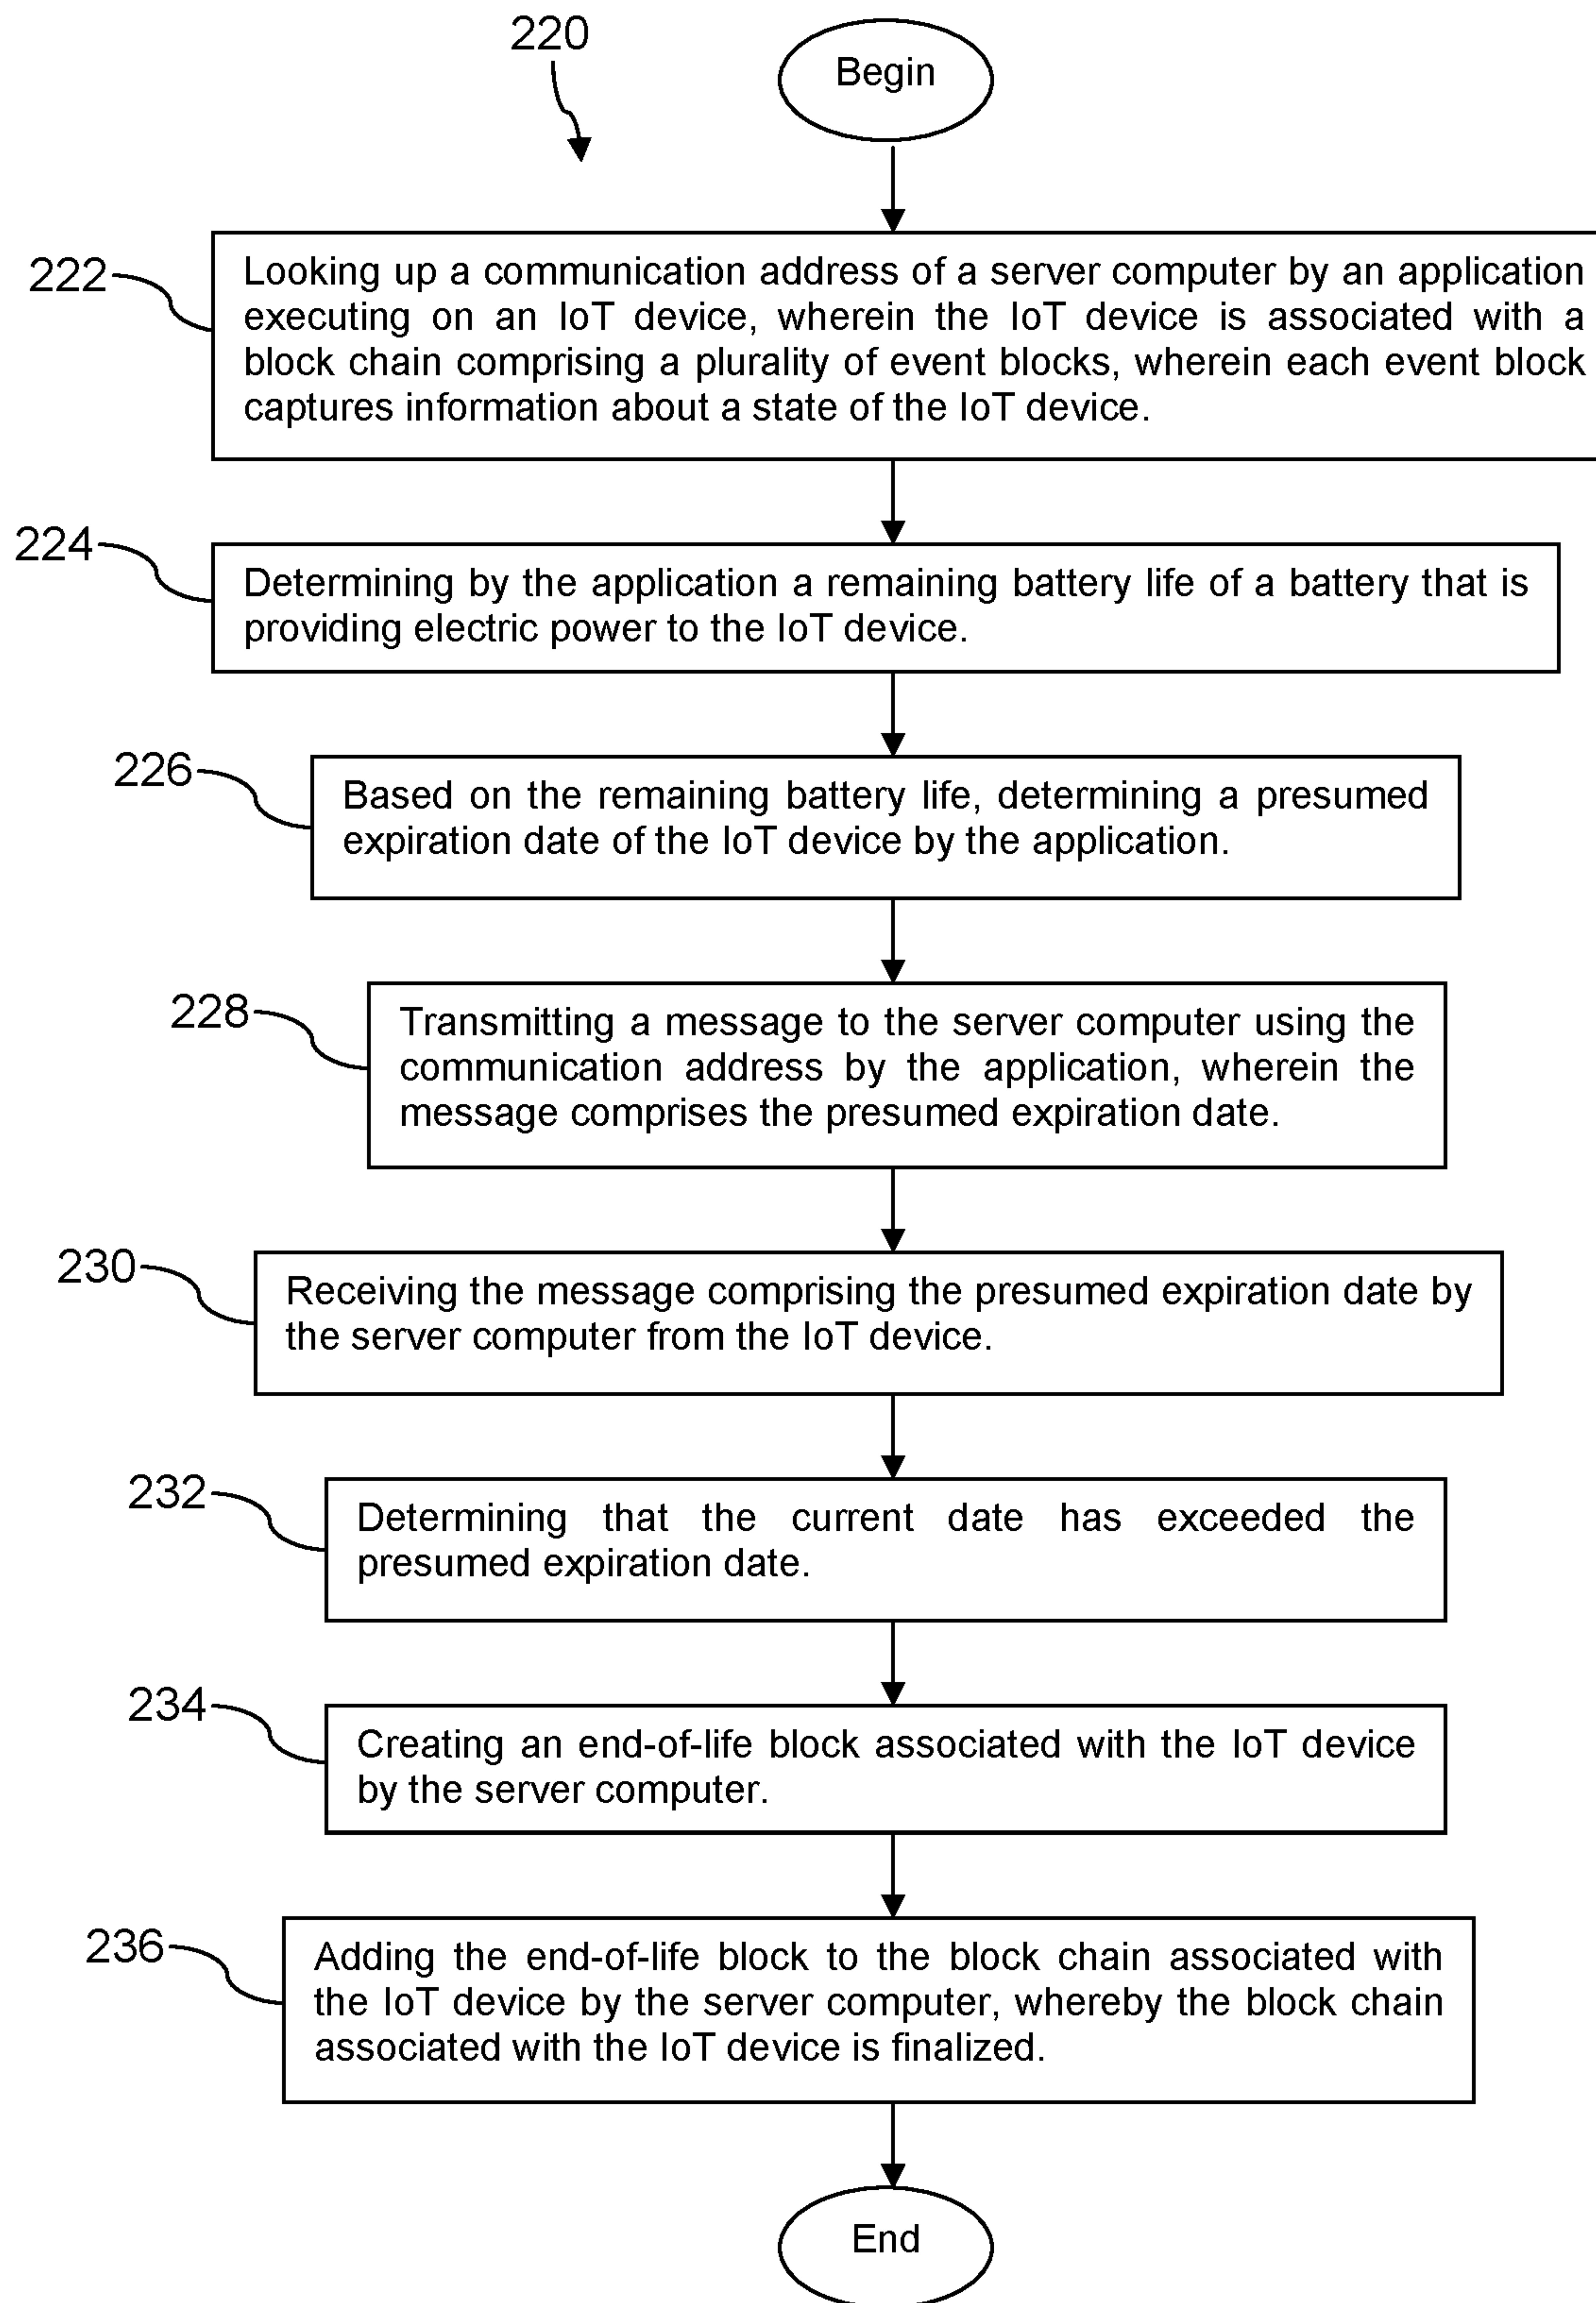 220
Begin
222
Looking up a communication address of a server computer by an application
executing on an IoT device, wherein the IoT device is associated with a
block chain comprising a plurality of event blocks, wherein each event block
captures information about a state of the IoT device.
224
Determining by the application a remaining battery life of a battery that is
providing electric power to the IoT device.
226
Based on the remaining battery life, determining a presumed
expiration date of the IoT device by the application.
228
Transmitting a message to the server computer using the
communication address by the application, wherein the
message comprises the presumed expiration date.
230
Receiving the message comprising the presumed expiration date by
the server computer from the IoT device.
232
Determining that the current date has exceeded the
presumed expiration date.
234
Creating an end-of-life block associated with the IoT device
by the server computer.
236
Adding the end-of-life block to the block chain associated with
the IoT device by the server computer, whereby the block chain
associated with the IoT device is finalized.
End